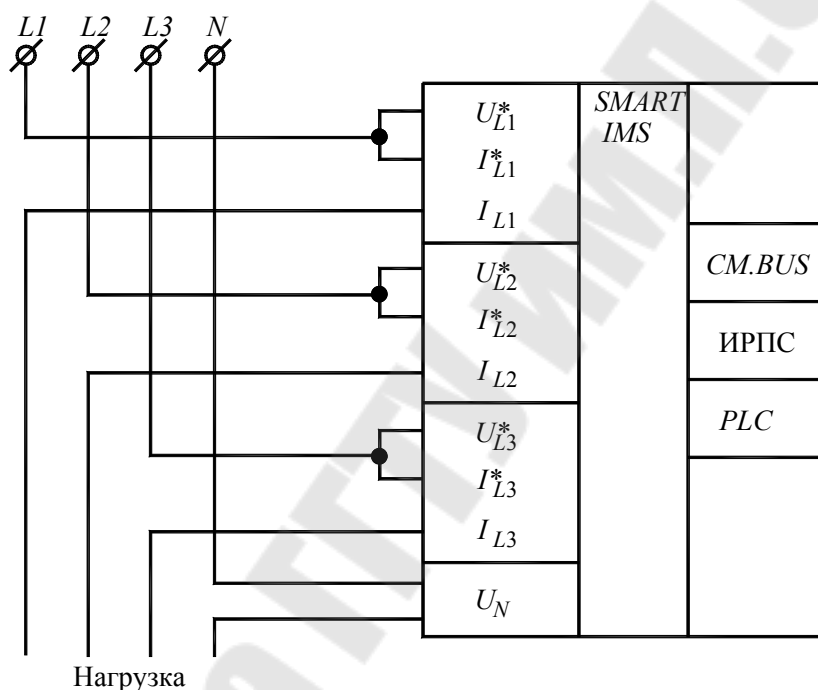 L1 L2 L3 N
U*L1
I*L1
IL1
U*L2
I*L2
IL2
U*L3
I*L3
IL3
UN
SMART
IMS
CM.BUS
ИРПС
PLC
Нагрузка